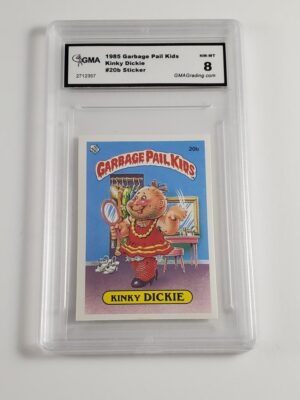 GMA
2712357
1985 Garbage Pail Kids
Kinky Dickie
#20b Sticker
NM-MT
8
GMAGrading.com
20b
GARBAGE PAIL KIDS
KINKY DICKIE